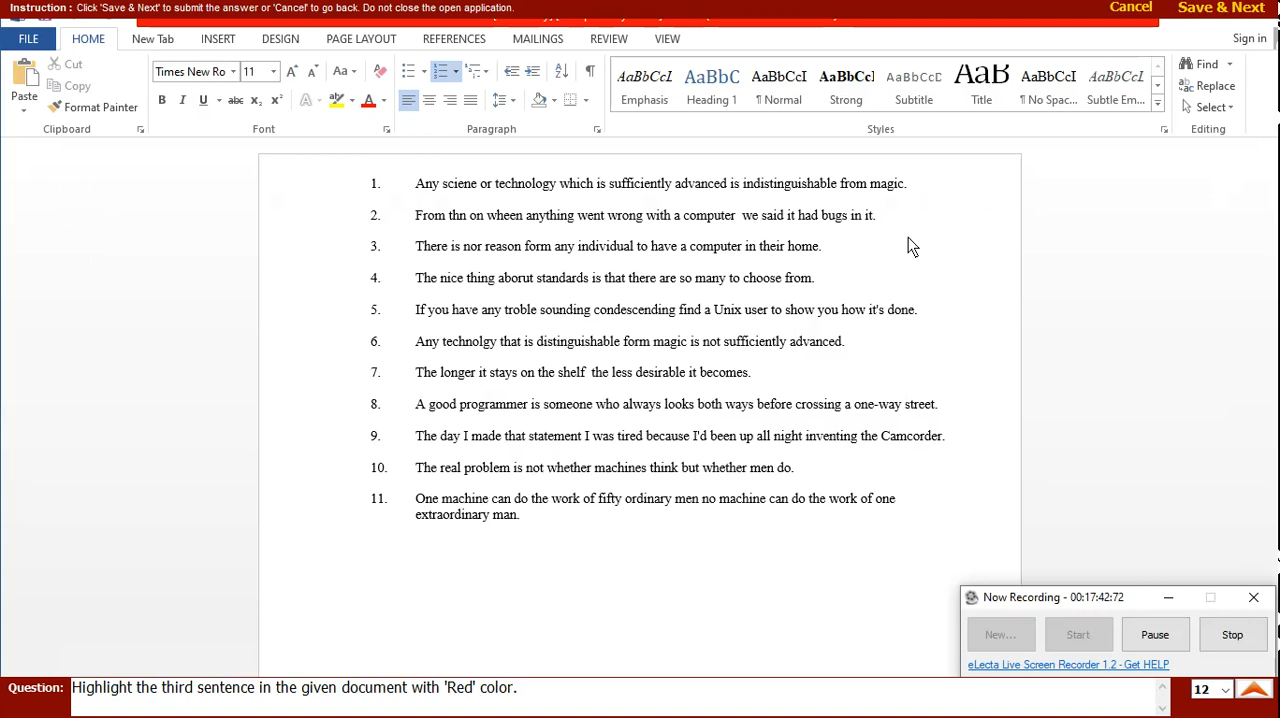 Instruction : Click 'Save & Next' to submit the answer or 'Cancel' to go back. Do not close the open application. Cancel Save & Next
FILE HOME New Tab INSERT DESIGN PAGE LAYOUT REFERENCES MAILINGS REVIEW VIEW Sign in
Paste Cut Copy Format Painter
Clipboard
Times New Ro 11
Font
Paragraph
AaBbCcL AaBbC AaBbCcI AaBbCcl AaBbCcD AaB AaBbCcI AaBbCcL
Emphasis Heading 1 ¶ Normal Strong Subtitle Title ¶ No Spac... Subtle Em...
Styles
Find
Replace
Select
Editing
1. Any sciene or technology which is sufficiently advanced is indistinguishable from magic.
2. From thn on wheen anything went wrong with a computer  we said it had bugs in it.
3. There is nor reason form any individual to have a computer in their home.
4. The nice thing aborut standards is that there are so many to choose from.
5. If you have any troble sounding condescending find a Unix user to show you how it's done.
6. Any technolgy that is distinguishable form magic is not sufficiently advanced.
7. The longer it stays on the shelf  the less desirable it becomes.
8. A good programmer is someone who always looks both ways before crossing a one-way street.
9. The day I made that statement I was tired because I'd been up all night inventing the Camcorder.
10. The real problem is not whether machines think but whether men do.
11. One machine can do the work of fifty ordinary men no machine can do the work of one
extraordinary man.
Now Recording - 00:17:42:72
New... Start Pause Stop
eLecta Live Screen Recorder 1.2 - Get HELP
Question: Highlight the third sentence in the given document with 'Red' color. 12